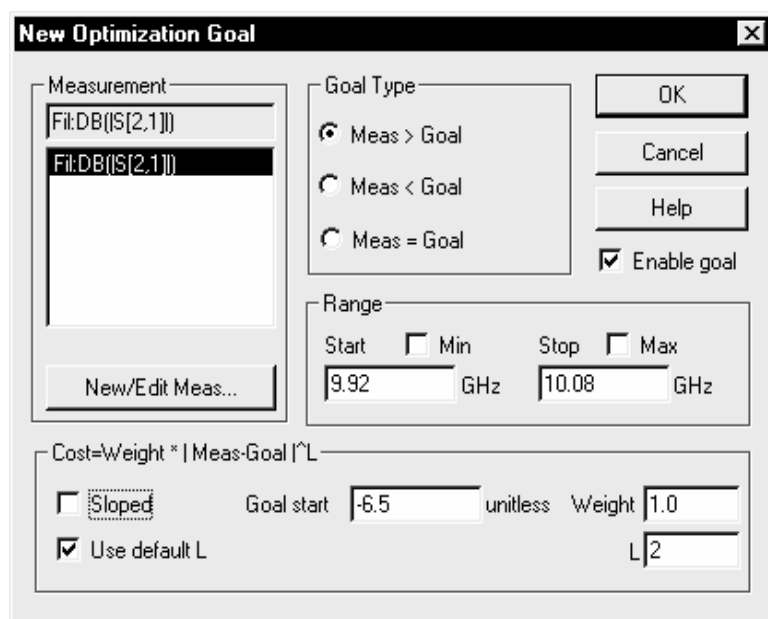 New Optimization Goal
Measurement
Fil:DB(|S[2,1]|)
Fil:DB(|S[2,1]|)
New/Edit Meas...
Goal Type
Meas > Goal
Meas < Goal
Meas = Goal
OK
Cancel
Help
Enable goal
Range
Start Min Stop Max
9.92 GHz 10.08 GHz
Cost=Weight * | Meas-Goal |^L
Sloped Goal start -6.5 unitless Weight 1.0
Use default L L 2